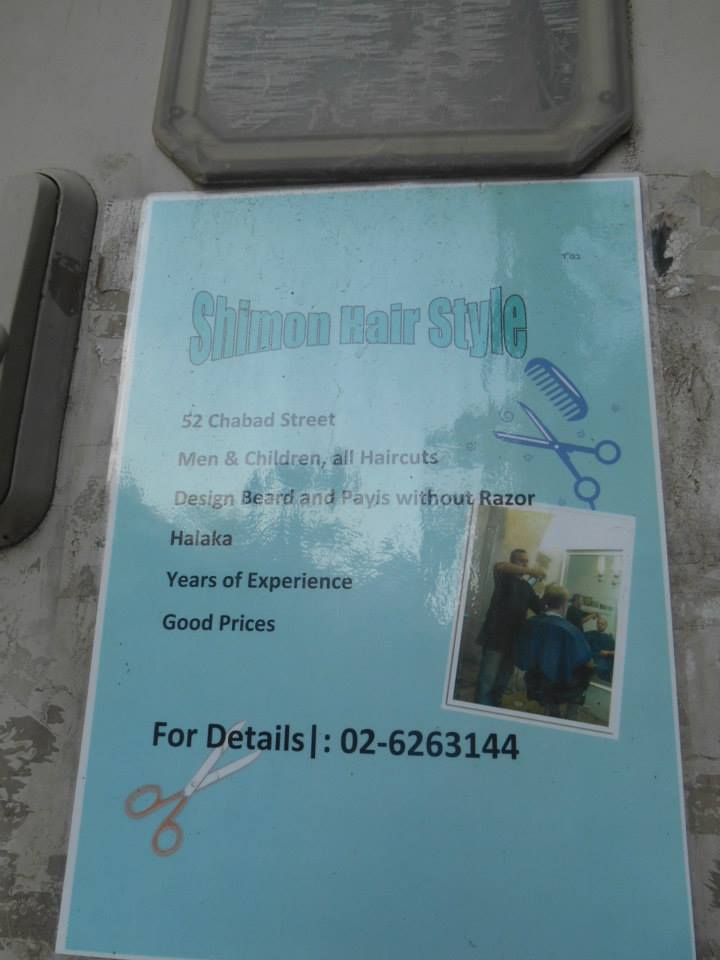 בס"ד
Shimon Hair Style
52 Chabad Street
Men & Children, all Haircuts
Design Beard and Payis without Razor
Halaka
Years of Experience
Good Prices
For Details|: 02-6263144